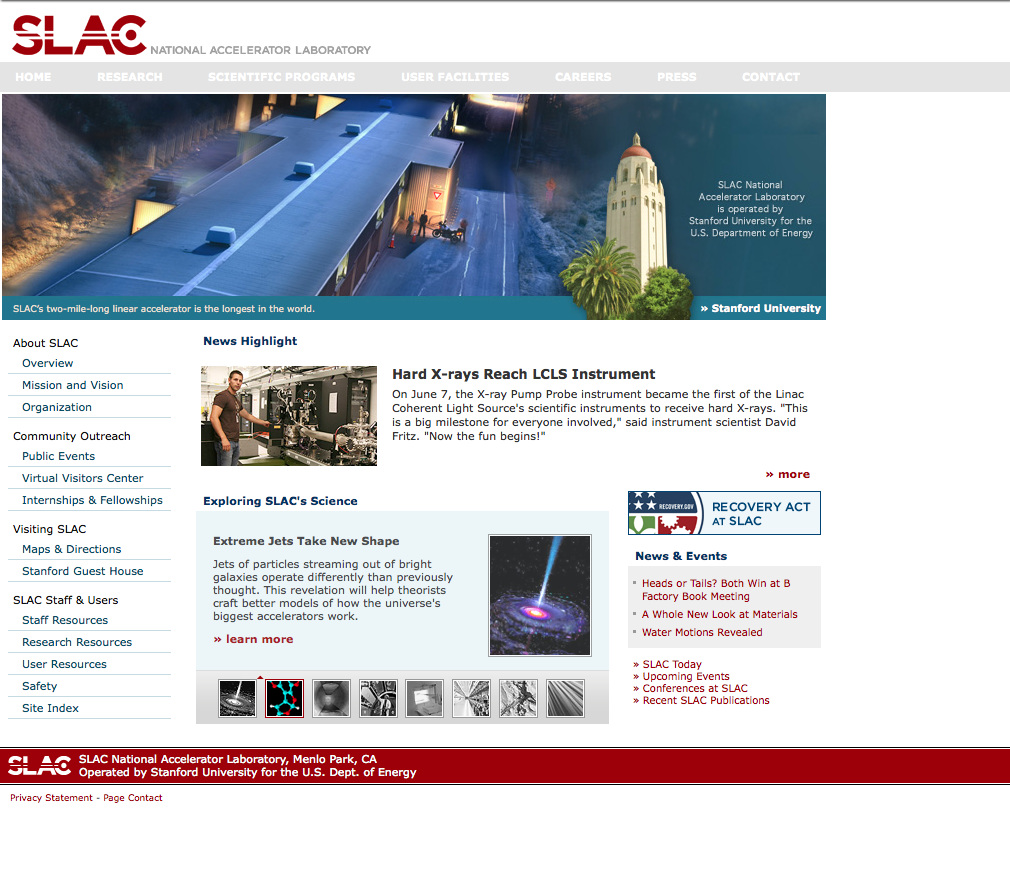 SLAC NATIONAL ACCELERATOR LABORATORY
HOME RESEARCH SCIENTIFIC PROGRAMS USER FACILITIES CAREERS PRESS CONTACT
SLAC National
Accelerator Laboratory
is operated by
Stanford University for the
U.S. Department of Energy
SLAC's two-mile-long linear accelerator is the longest in the world.
» Stanford University
About SLAC
Overview
Mission and Vision
Organization
Community Outreach
Public Events
Virtual Visitors Center
Internships & Fellowships
Visiting SLAC
Maps & Directions
Stanford Guest House
SLAC Staff & Users
Staff Resources
Research Resources
User Resources
Safety
Site Index
News Highlight
Hard X-rays Reach LCLS Instrument
On June 7, the X-ray Pump Probe instrument became the first of the Linac
Coherent Light Source's scientific instruments to receive hard X-rays. "This
is a big milestone for everyone involved," said instrument scientist David
Fritz. "Now the fun begins!"
» more
Exploring SLAC's Science
Extreme Jets Take New Shape
Jets of particles streaming out of bright
galaxies operate differently than previously
thought. This revelation will help theorists
craft better models of how the universe's
biggest accelerators work.
» learn more
RECOVERY.GOV
RECOVERY ACT
AT SLAC
News & Events
Heads or Tails? Both Win at B
Factory Book Meeting
A Whole New Look at Materials
Water Motions Revealed
» SLAC Today
» Upcoming Events
» Conferences at SLAC
» Recent SLAC Publications
SLAC
SLAC National Accelerator Laboratory, Menlo Park, CA
Operated by Stanford University for the U.S. Dept. of Energy
Privacy Statement - Page Contact